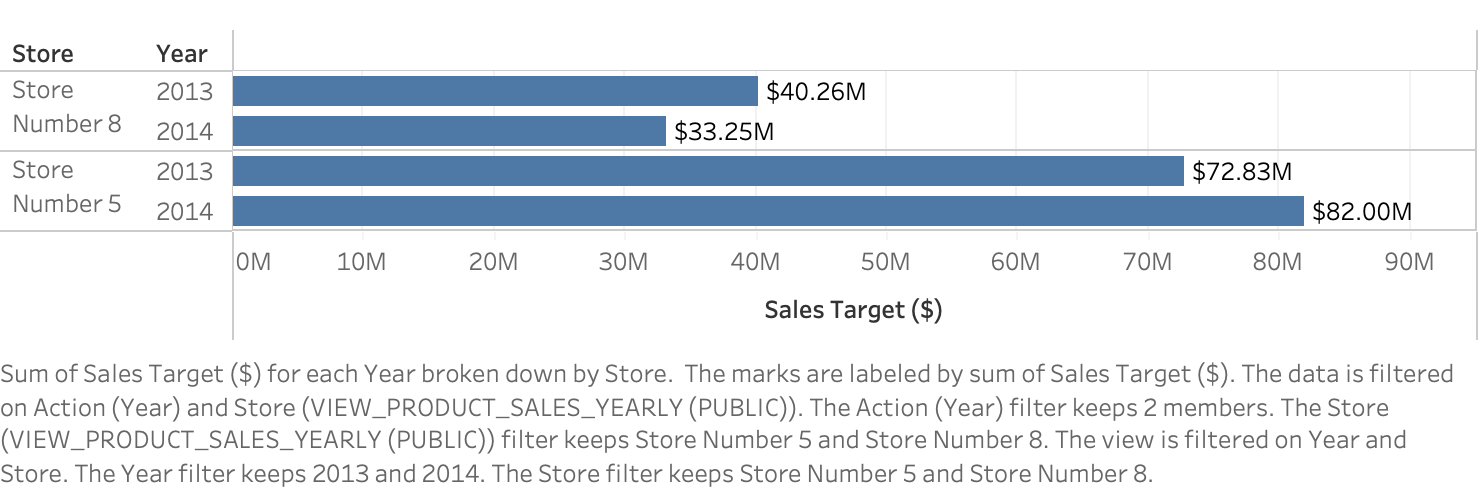 Store Year
Store
Number 8
2013 $40.26M
2014 $33.25M
Store
Number 5
2013 $72.83M
2014 $82.00M
0M 10M 20M 30M 40M 50M 60M 70M 80M 90M
Sales Target ($)
Sum of Sales Target ($) for each Year broken down by Store.  The marks are labeled by sum of Sales Target ($). The data is filtered
on Action (Year) and Store (VIEW_PRODUCT_SALES_YEARLY (PUBLIC)). The Action (Year) filter keeps 2 members. The Store
(VIEW_PRODUCT_SALES_YEARLY (PUBLIC)) filter keeps Store Number 5 and Store Number 8. The view is filtered on Year and
Store. The Year filter keeps 2013 and 2014. The Store filter keeps Store Number 5 and Store Number 8.